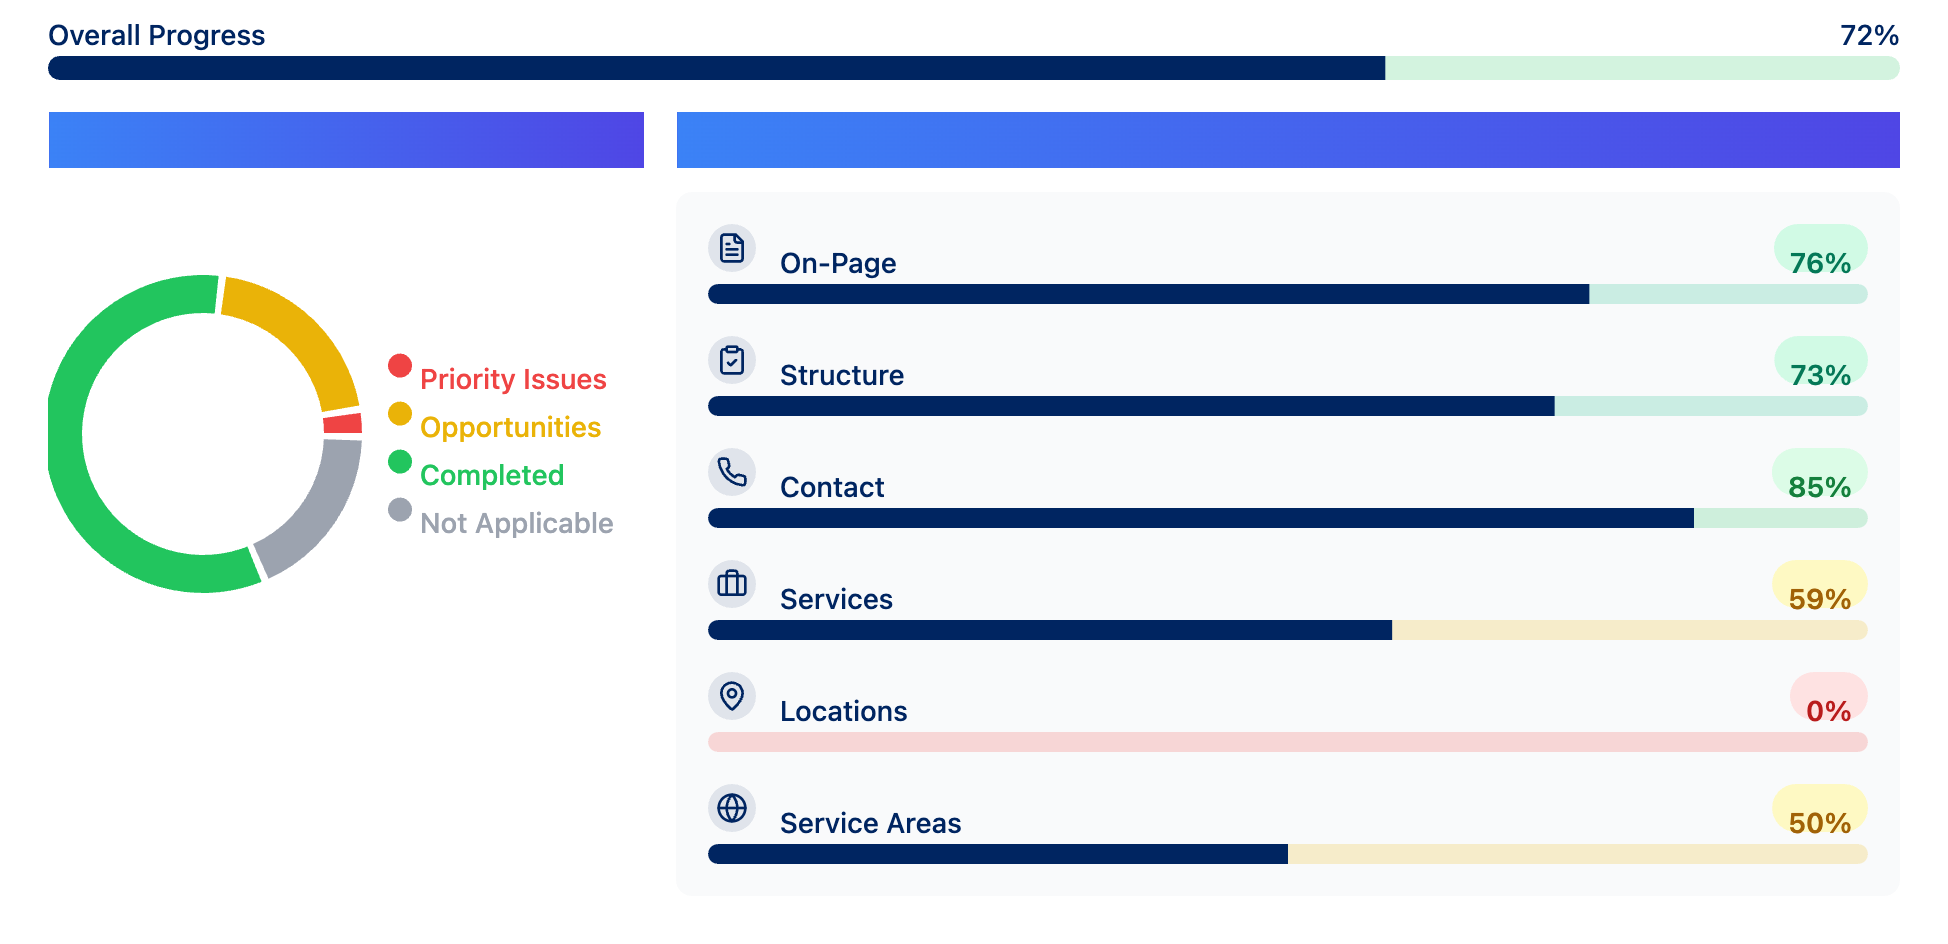 Overall Progress 72%
Priority Issues
Opportunities
Completed
Not Applicable
On-Page 76%
Structure 73%
Contact 85%
Services 59%
Locations 0%
Service Areas 50%